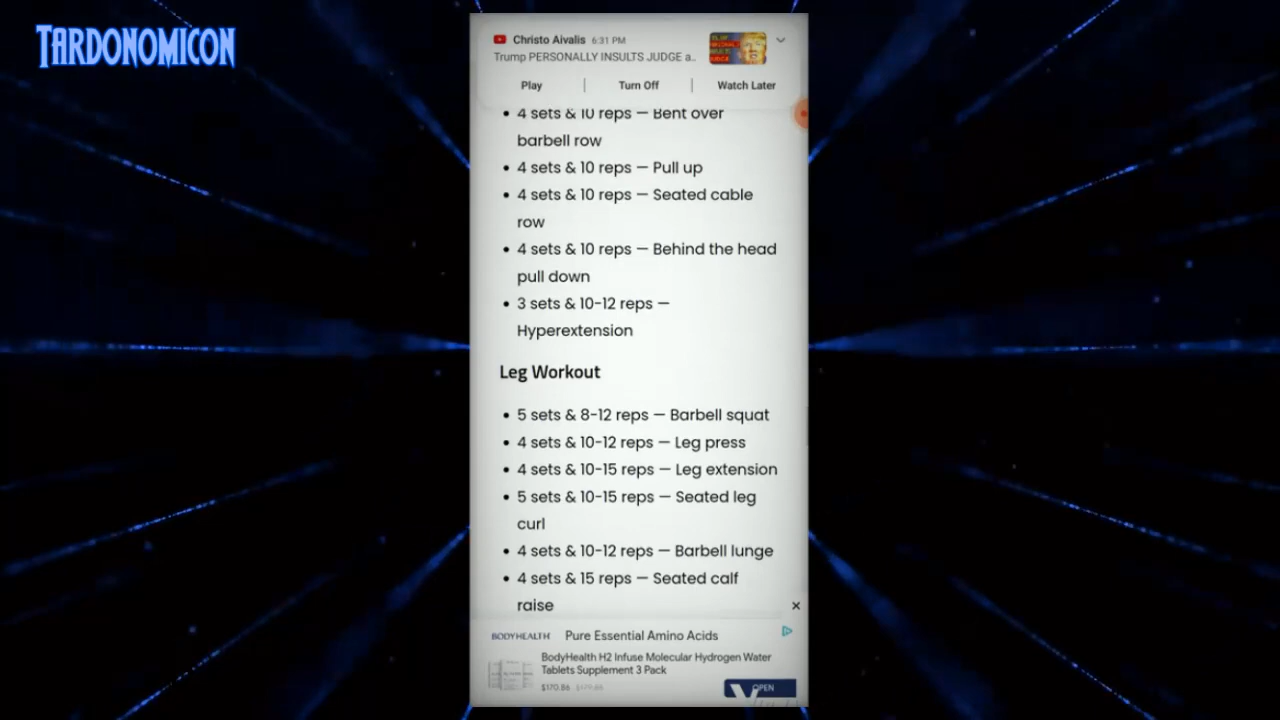 TARDONOMICON
Christo Aivalis 6:31 PM
Trump PERSONALLY INSULTS JUDGE a..
Play
Turn Off
Watch Later
• 4 sets & 10 reps — Bent over
barbell row
• 4 sets & 10 reps — Pull up
• 4 sets & 10 reps — Seated cable
row
• 4 sets & 10 reps — Behind the head
pull down
• 3 sets & 10-12 reps —
Hyperextension
Leg Workout
• 5 sets & 8-12 reps — Barbell squat
• 4 sets & 10-12 reps — Leg press
• 4 sets & 10-15 reps — Leg extension
• 5 sets & 10-15 reps — Seated leg
curl
• 4 sets & 10-12 reps — Barbell lunge
• 4 sets & 15 reps — Seated calf
raise
BODYHEALTH Pure Essential Amino Acids
BodyHealth H2 Infuse Molecular Hydrogen Water
Tablets Supplement 3 Pack
$170.86
OPEN